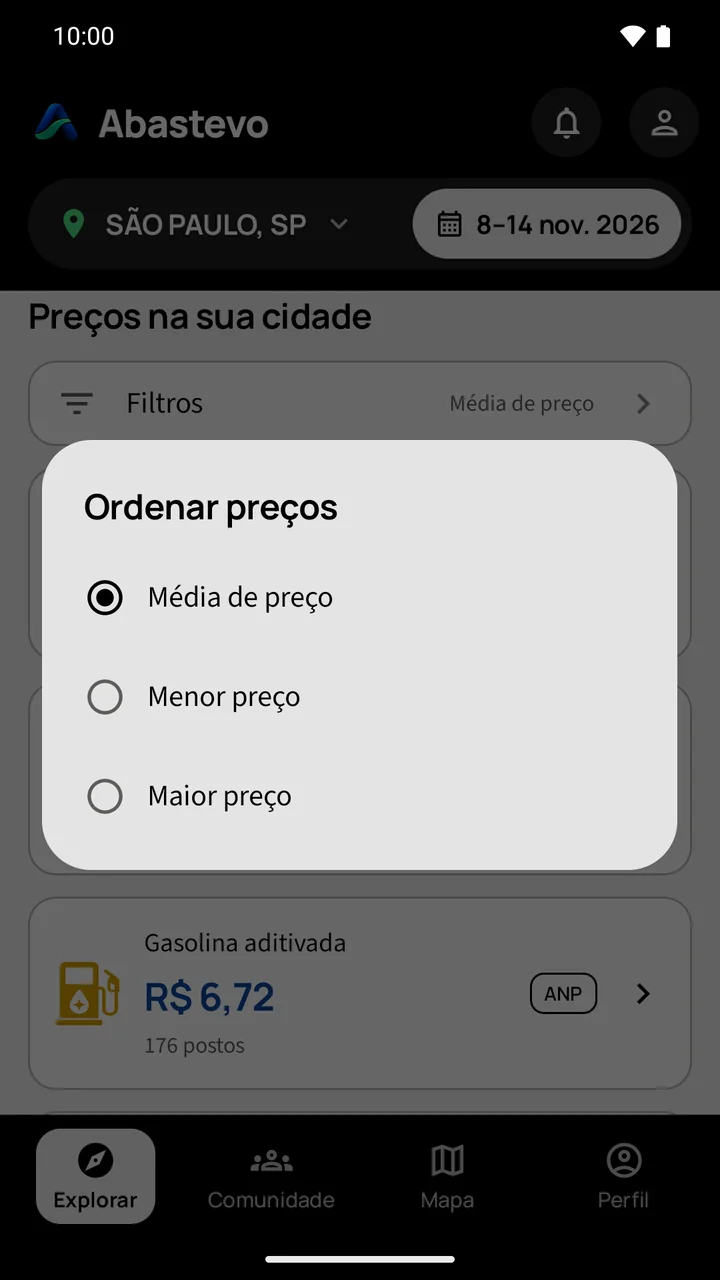 10:00
Abastevo
SÃO PAULO, SP
8–14 nov. 2026
Preços na sua cidade
Filtros
Média de preço
Ordenar preços
Média de preço
Menor preço
Maior preço
Gasolina aditivada
R$ 6,72
ANP
176 postos
Explorar
Comunidade
Mapa
Perfil